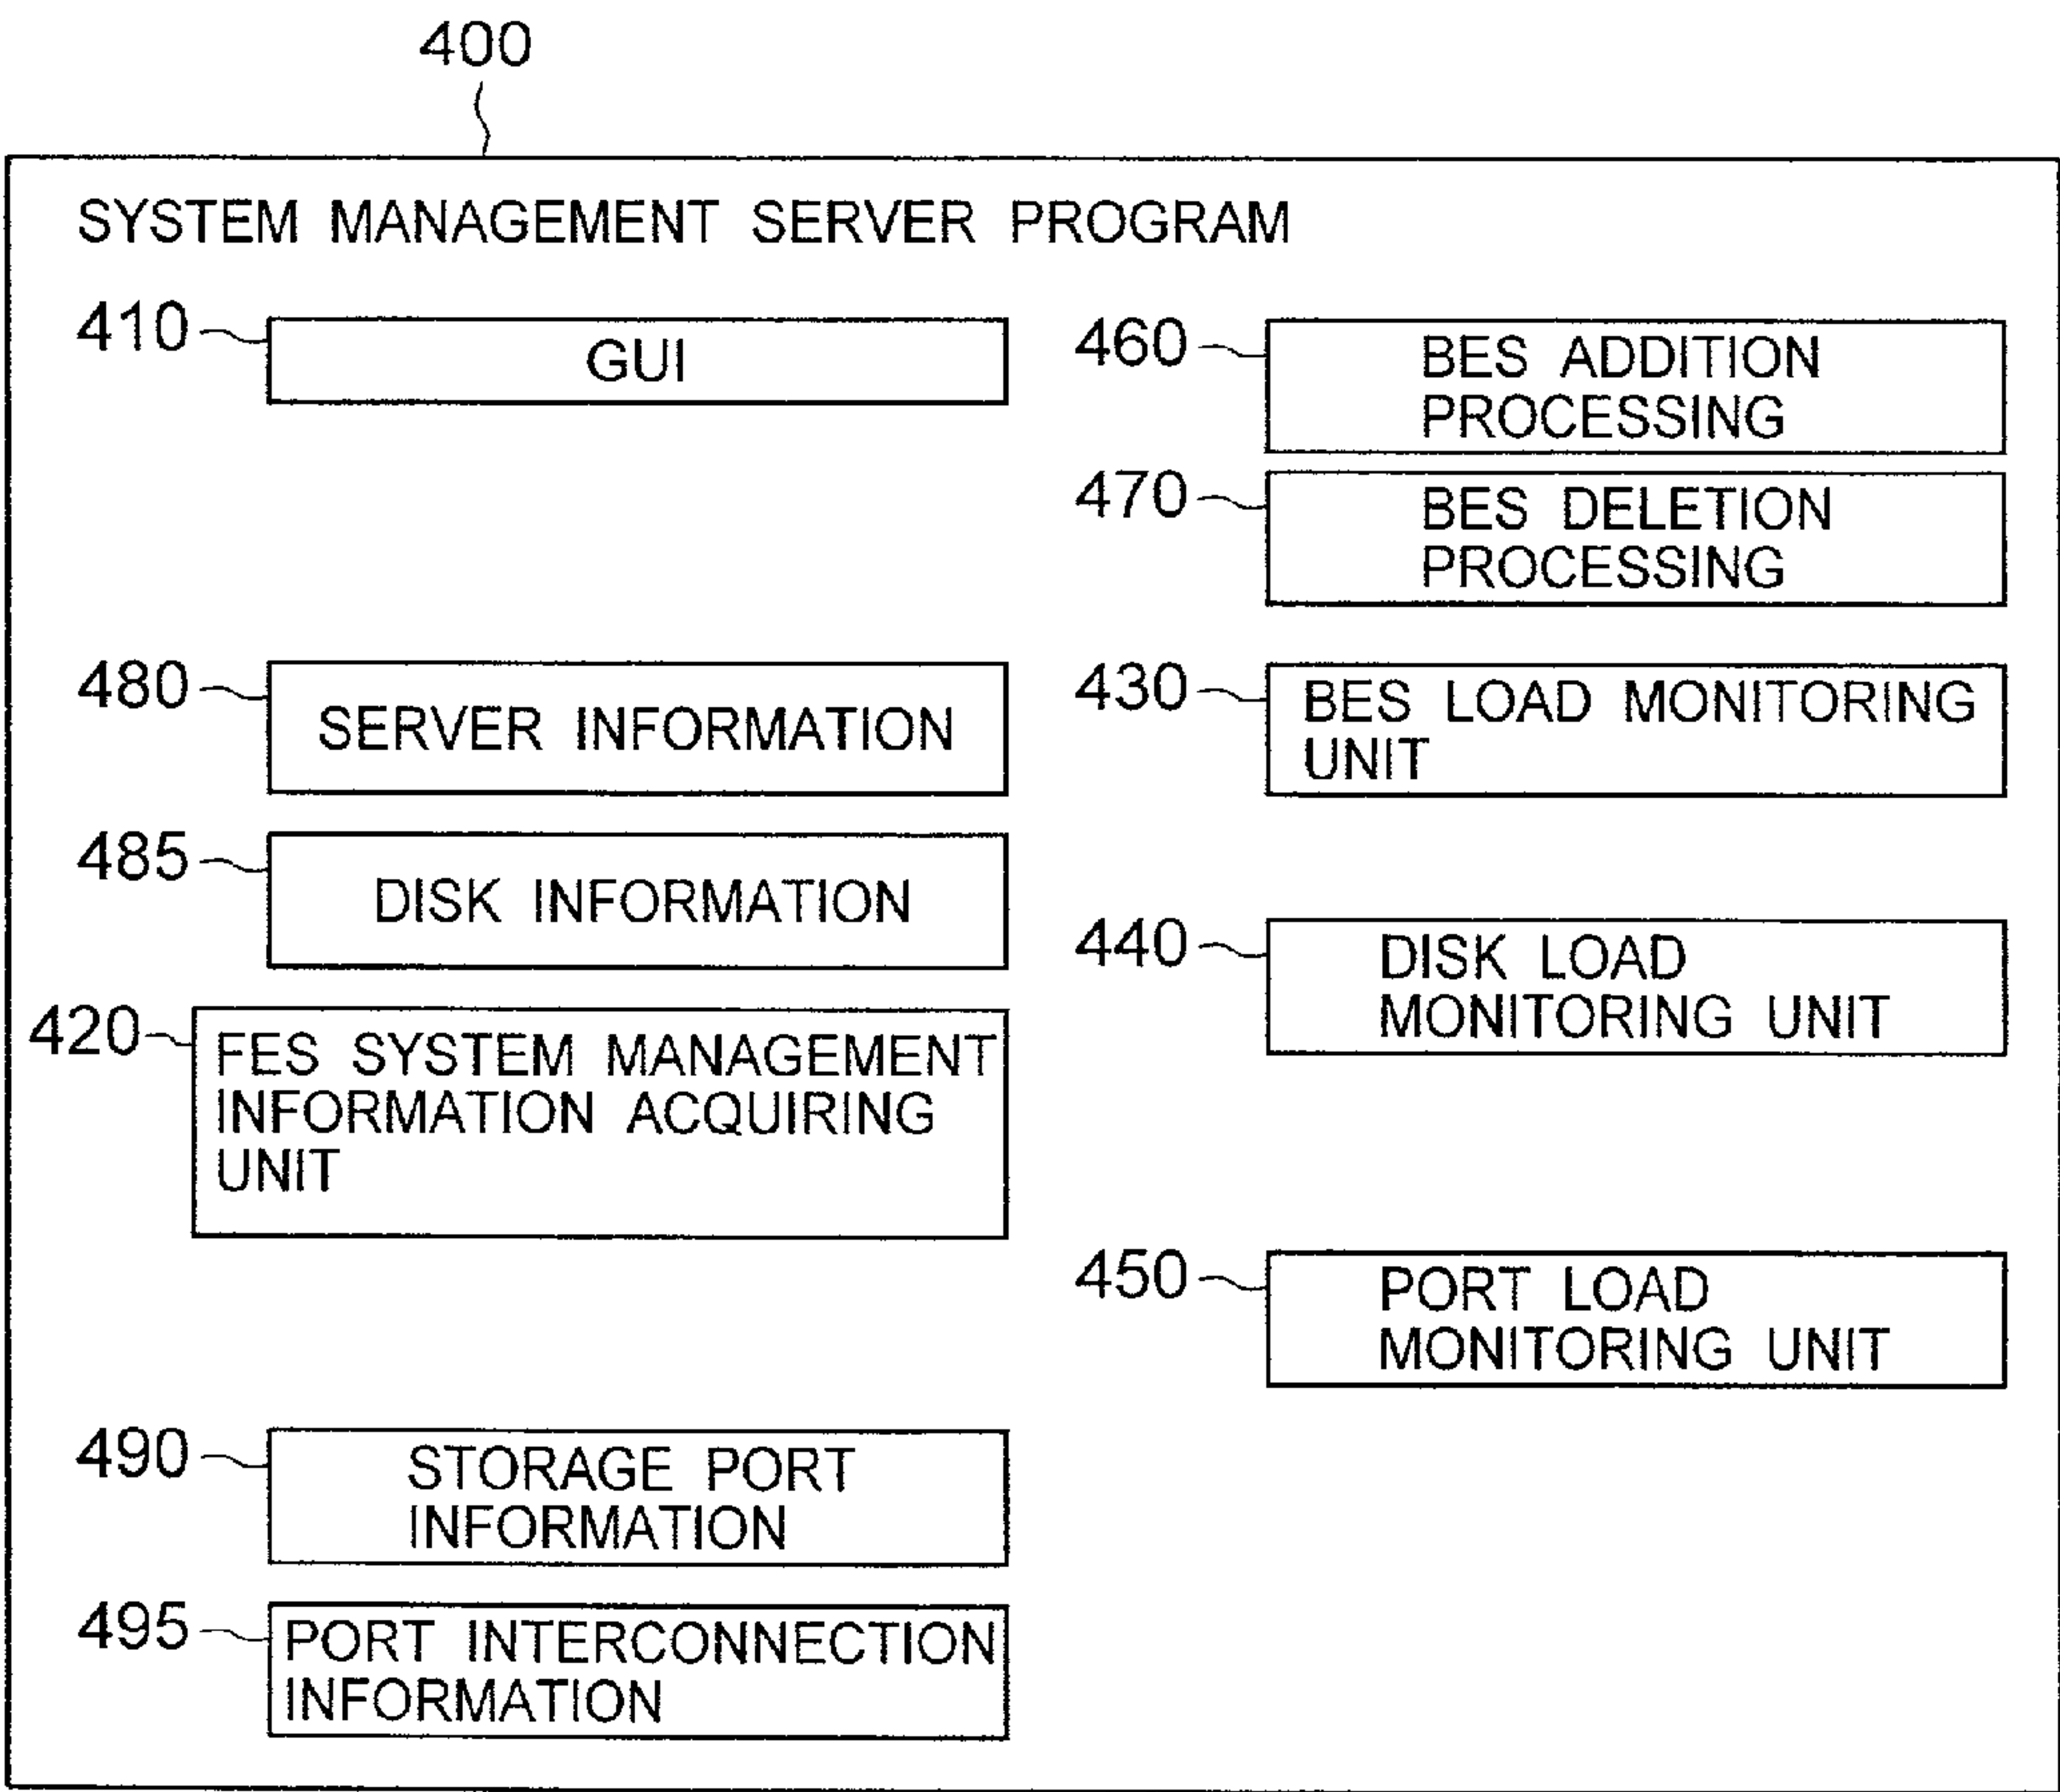 400
SYSTEM MANAGEMENT SERVER PROGRAM
410
GUI
480
SERVER INFORMATION
485
DISK INFORMATION
420
FES SYSTEM MANAGEMENT
INFORMATION ACQUIRING
UNIT
490
STORAGE PORT
INFORMATION
495
PORT INTERCONNECTION
INFORMATION
460
BES ADDITION
PROCESSING
470
BES DELETION
PROCESSING
430
BES LOAD MONITORING
UNIT
440
DISK LOAD
MONITORING UNIT
450
PORT LOAD
MONITORING UNIT